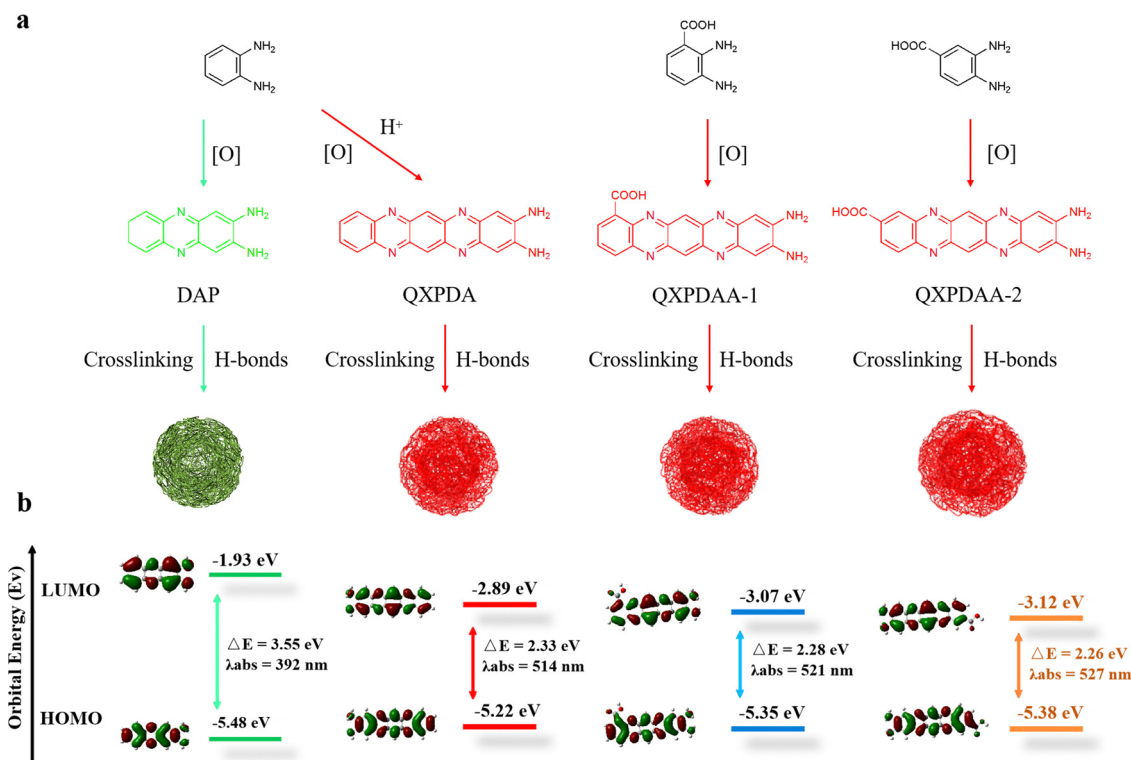 a
NH2
NH2
COOH
NH2
NH2
HOOC
NH2
NH2
[O]
H+
[O]
[O]
[O]
N
N
NH2
NH2
N
N
N
N
NH2
NH2
COOH
N
N
N
N
NH2
NH2
HOOC
N
N
N
N
NH2
NH2
DAP
QXPDA
QXPDAA-1
QXPDAA-2
Crosslinking H-bonds
Crosslinking H-bonds
Crosslinking H-bonds
Crosslinking H-bonds
b
Orbital Energy (Ev)
LUMO
HOMO
-1.93 eV
△E = 3.55 eV
λabs = 392 nm
-5.48 eV
-2.89 eV
△E = 2.33 eV
λabs = 514 nm
-5.22 eV
-3.07 eV
△E = 2.28 eV
λabs = 521 nm
-5.35 eV
-3.12 eV
△E = 2.26 eV
λabs = 527 nm
-5.38 eV